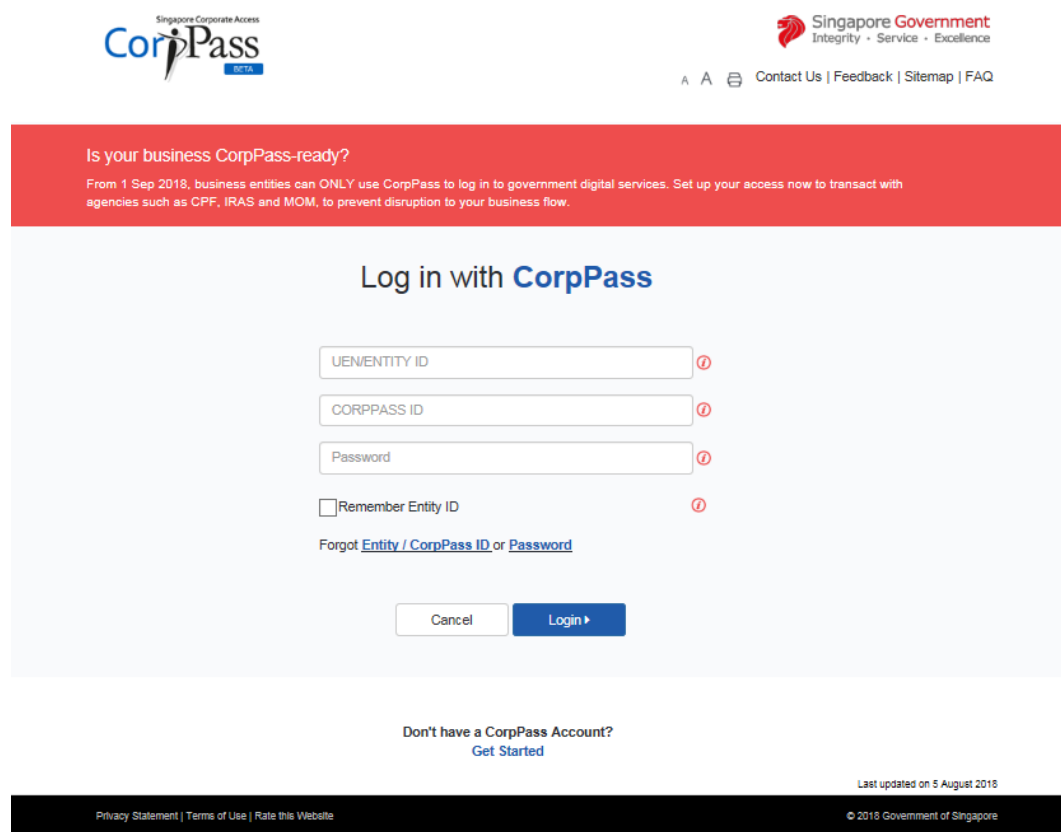 Singapore Corporate Access
CorpPass
BETA
Singapore Government
Integrity · Service · Excellence
A A Contact Us | Feedback | Sitemap | FAQ
Is your business CorpPass-ready?
From 1 Sep 2018, business entities can ONLY use CorpPass to log in to government digital services. Set up your access now to transact with
agencies such as CPF, IRAS and MOM, to prevent disruption to your business flow.
Log in with CorpPass
UEN/ENTITY ID
CORPPASS ID
Password
Remember Entity ID
Forgot Entity / CorpPass ID or Password
Cancel
Login
Don't have a CorpPass Account?
Get Started
Last updated on 5 August 2018
Privacy Statement | Terms of Use | Rate this Website
© 2018 Government of Singapore